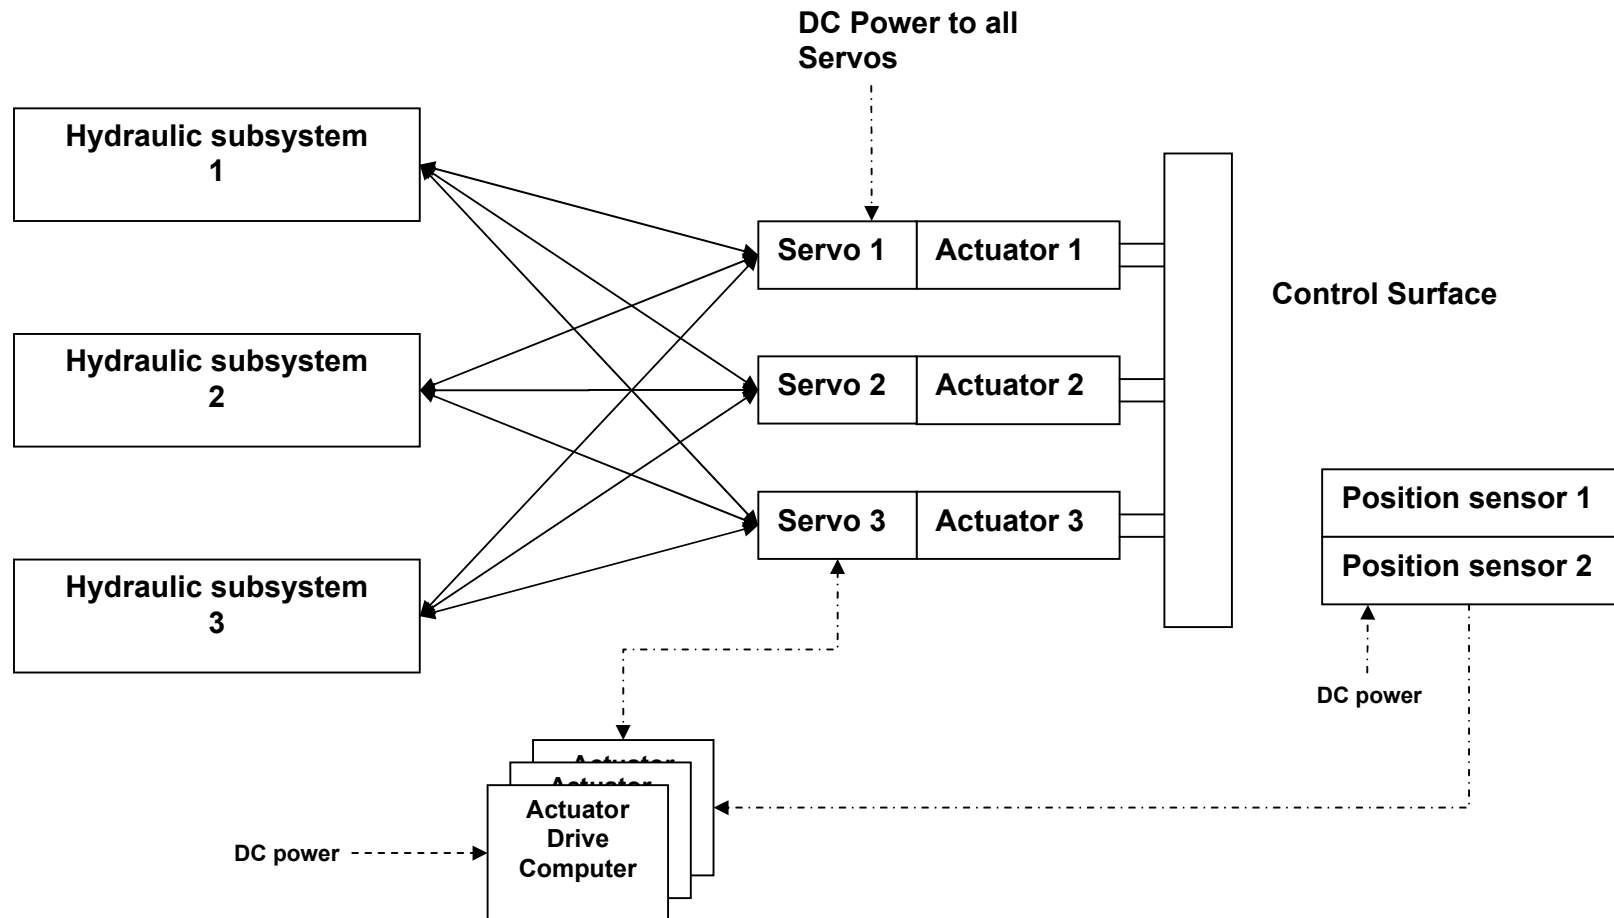 DC Power to all
Servos
Hydraulic subsystem
1
Servo 1
Actuator 1
Control Surface
Hydraulic subsystem
2
Servo 2
Actuator 2
Servo 3
Actuator 3
Position sensor 1
Position sensor 2
Hydraulic subsystem
3
DC power
Actuator
Actuator
Actuator
Drive
Computer
DC power